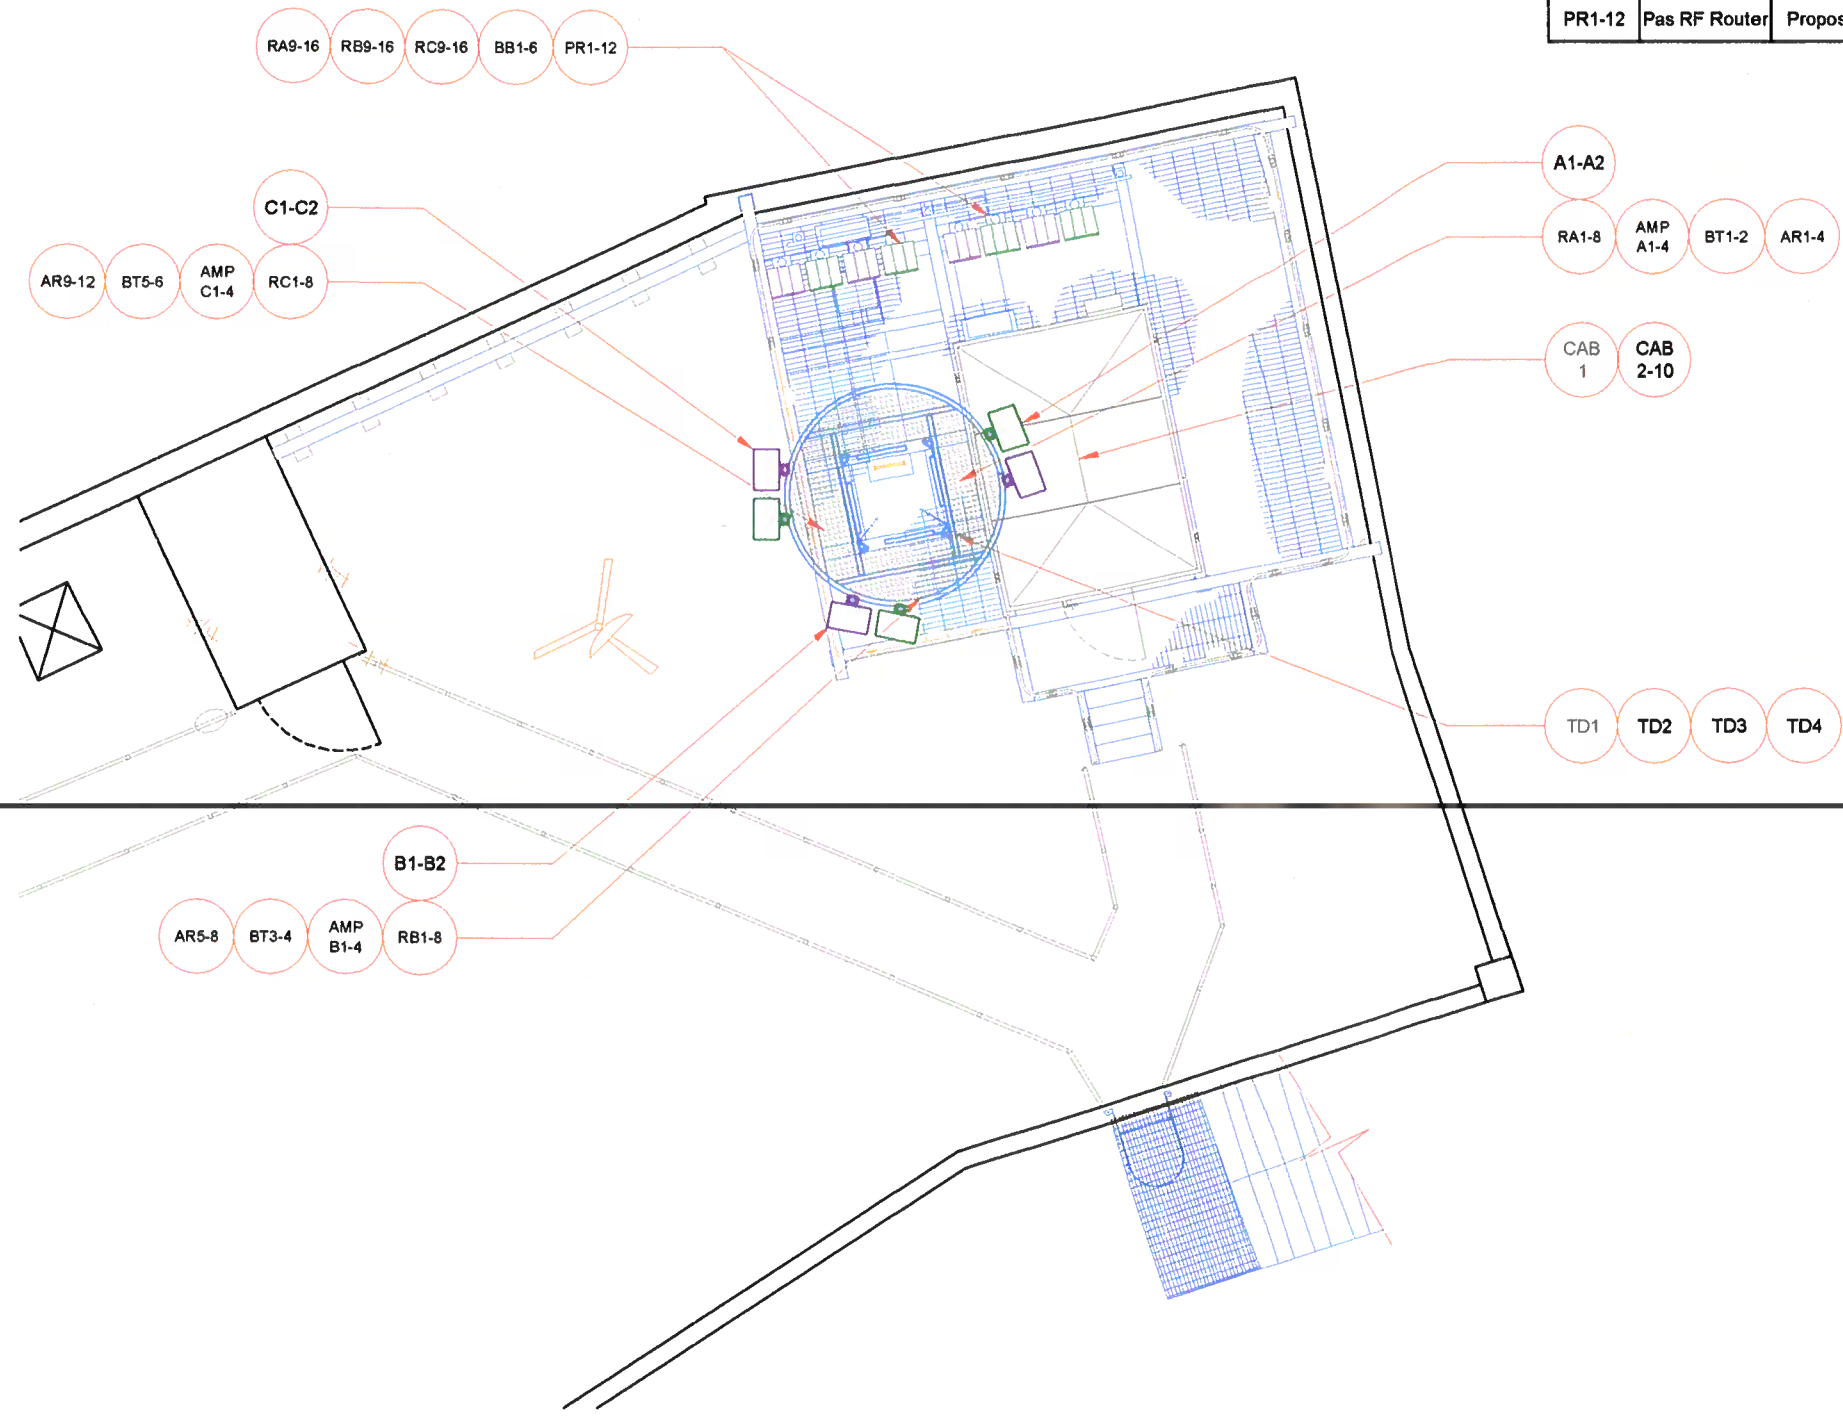 PR1-12 Pas RF Router Propos
RA9-16 RB9-16 RC9-16 BB1-6 PR1-12
A1-A2
C1-C2
RA1-8 AMP A1-4 BT1-2 AR1-4
AR9-12 BT5-6 AMP C1-4 RC1-8
CAB 1 CAB 2-10
TD1 TD2 TD3 TD4
B1-B2
AR5-8 BT3-4 AMP B1-4 RB1-8